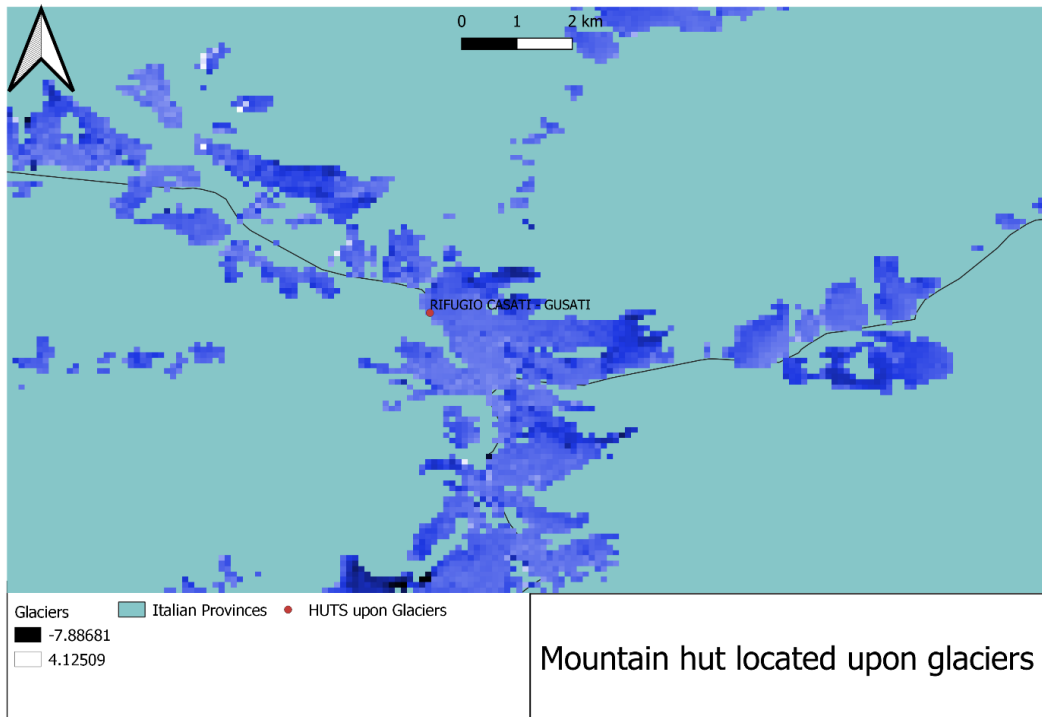 0 1 2 km
RIFUGIO CASATI - GUSATI
Glaciers
Italian Provinces
HUTS upon Glaciers
-7.88681
4.12509
Mountain hut located upon glaciers